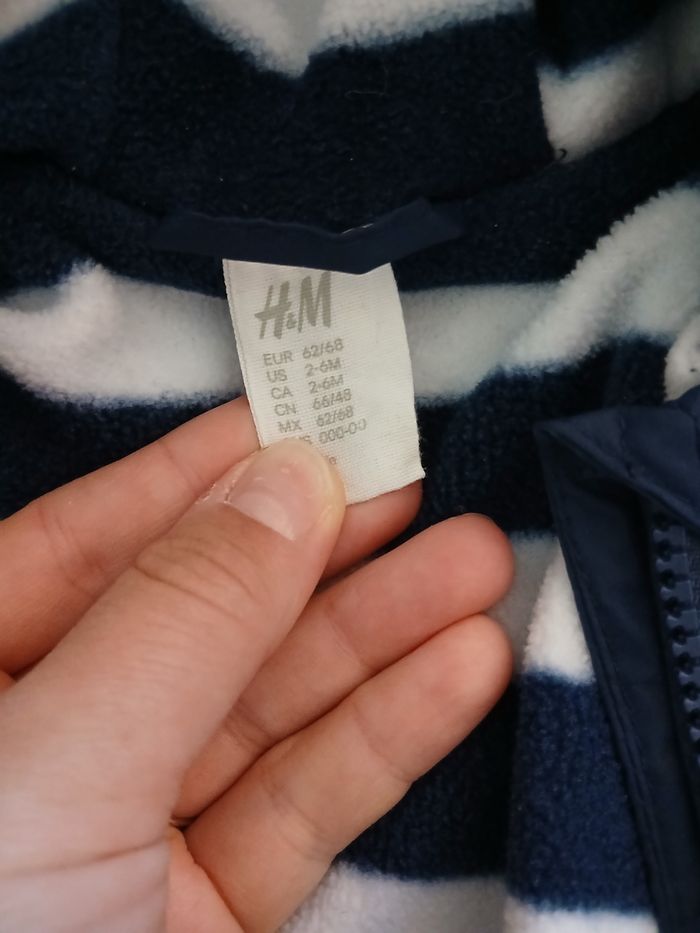 H&M
EUR 62/68
US 2-6M
CA 2-6M
CN 66/48
MX 62/68
000-00